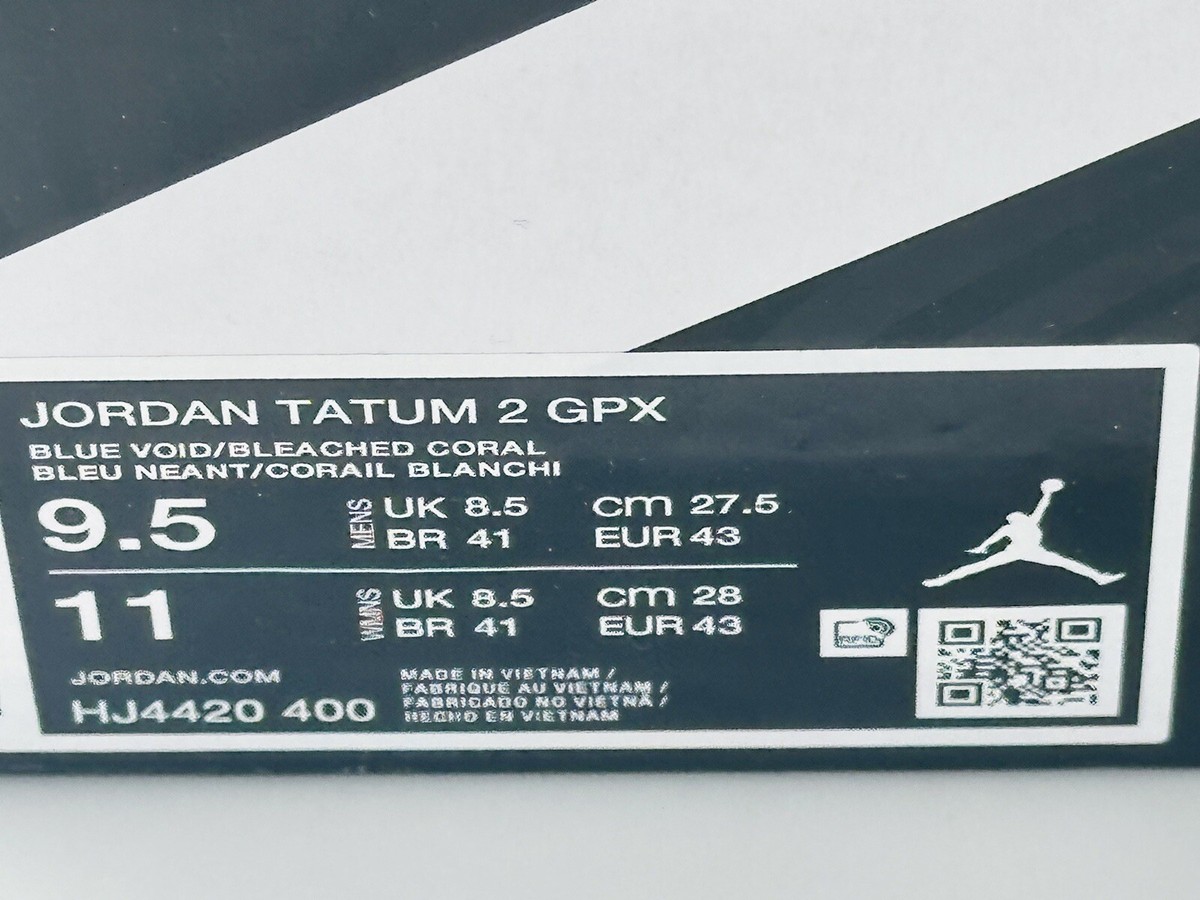 JORDAN TATUM 2 GPX
BLUE VOID/BLEACHED CORAL
BLEU NEANT/CORAIL BLANCHI
9.5 MENS UK 8.5 CM 27.5
BR 41 EUR 43
11 WMNS UK 8.5 CM 28
BR 41 EUR 43
JORDAN.COM
HJ4420 400
MADE IN VIETNAM /
FABRIQUE AU VIETNAM /
FABRICADO NO VIETNÃ /
HECHO EN VIETNAM